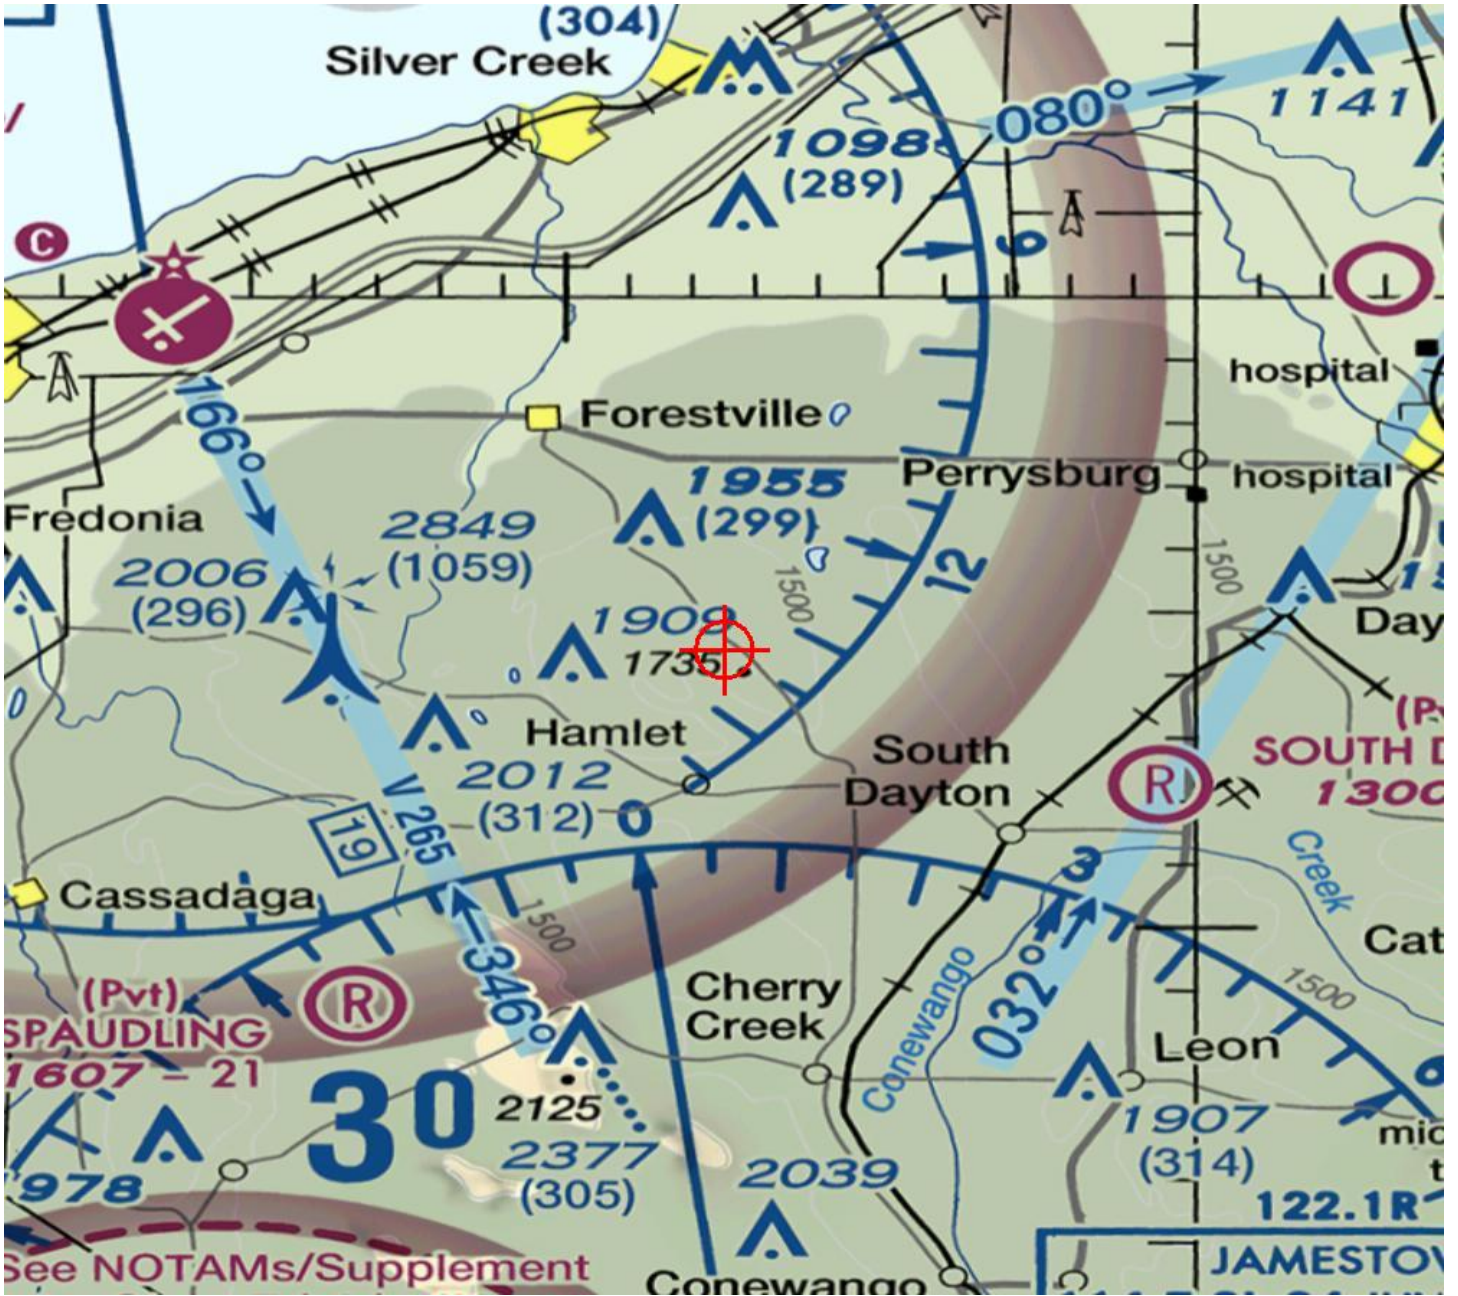 (304)
Silver Creek
080°
1141
1098
(289)
C
6
hospital
166°
Forestville
Perrysburg
hospital
1955
(299)
Fredonia
2849
(1059)
2006
(296)
12
1500
1500
1909
1735
Day
Hamlet
South
Dayton
SOUTH
1300
2012
(312)
V 265
19
0
R
3
Creek
Cassadaga
1500
346°
032°
Conewango
Cat
1500
(Pvt)
SPAUDLING
1607 - 21
R
Cherry
Creek
Leon
30
2125
2377
(305)
1907
(314)
6
978
2039
122.1R
See NOTAMs/Supplement
Conewango